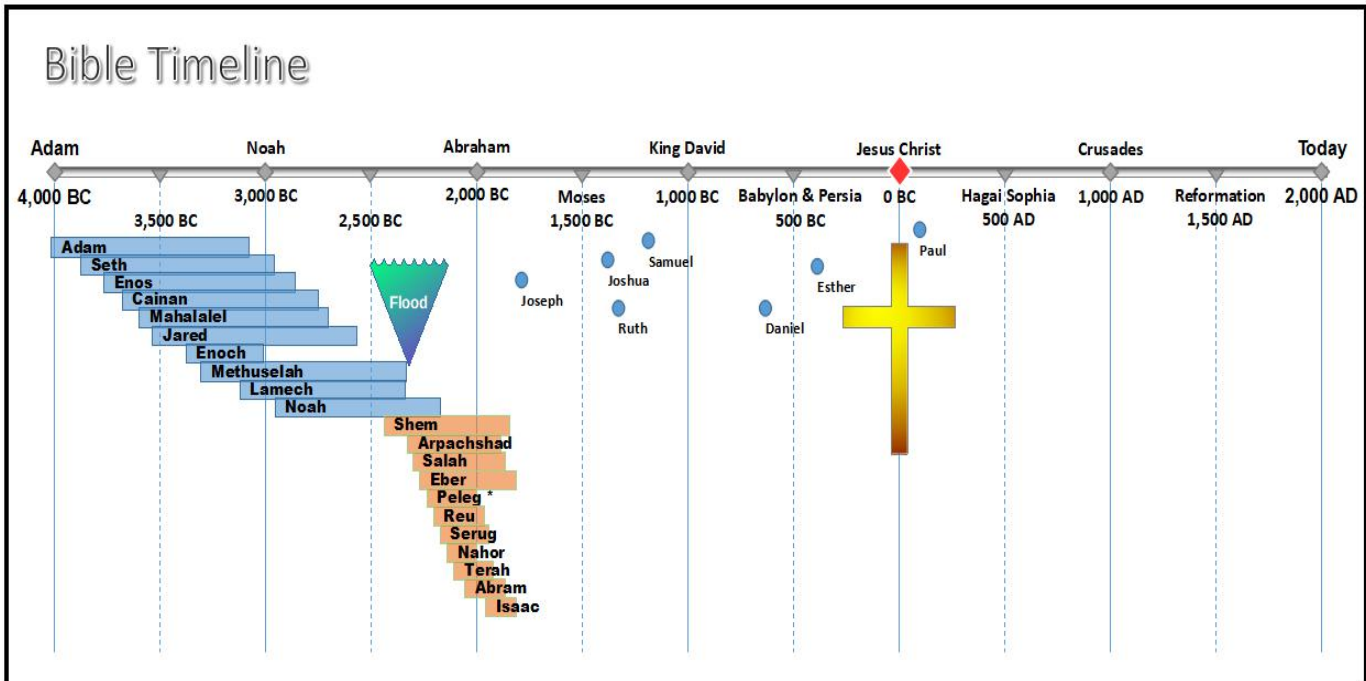 Bible Timeline
Adam
Noah
Abraham
King David
Jesus Christ
Crusades
Today
4,000 BC
3,500 BC
3,000 BC
2,500 BC
2,000 BC
Moses
1,500 BC
1,000 BC
Babylon & Persia
500 BC
0 BC
Hagai Sophia
500 AD
1,000 AD
Reformation
1,500 AD
2,000 AD
Adam
Seth
Enos
Cainan
Mahalalel
Jared
Enoch
Methuselah
Lamech
Noah
Flood
Shem
Arpachshad
Salah
Eber
Peleg *
Reu
Serug
Nahor
Terah
Abram
Isaac
Joseph
Joshua
Ruth
Samuel
Daniel
Esther
Paul